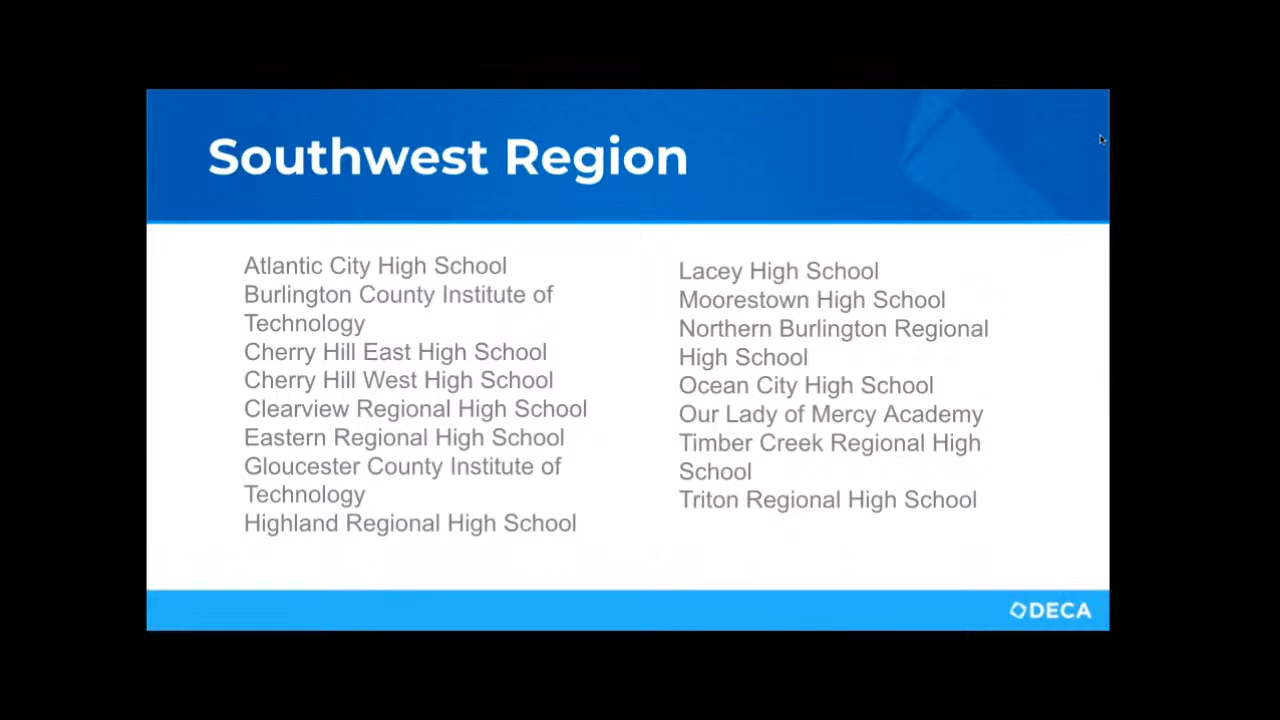 Southwest Region
Atlantic City High School
Burlington County Institute of
Technology
Cherry Hill East High School
Cherry Hill West High School
Clearview Regional High School
Eastern Regional High School
Gloucester County Institute of
Technology
Highland Regional High School
Lacey High School
Moorestown High School
Northern Burlington Regional
High School
Ocean City High School
Our Lady of Mercy Academy
Timber Creek Regional High
School
Triton Regional High School
DECA